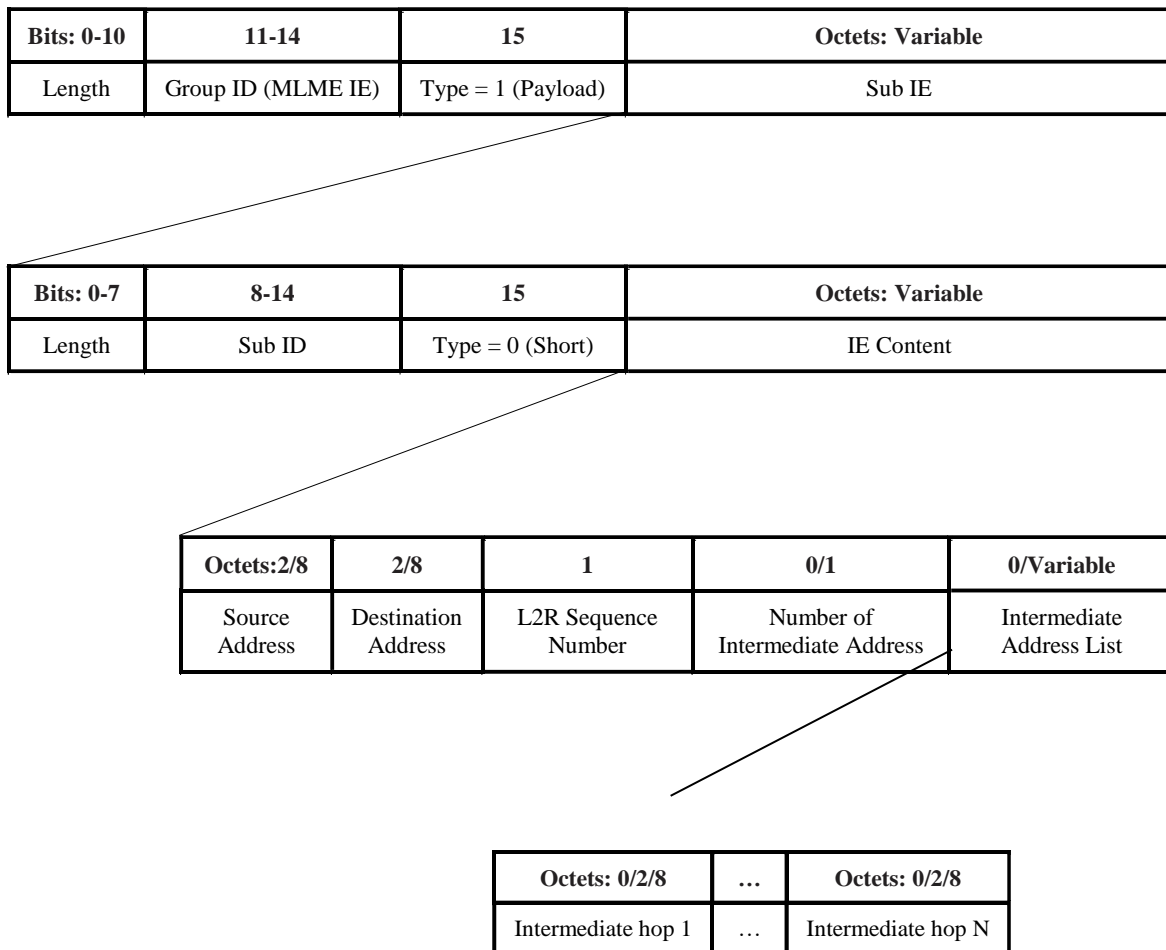 Bits: 0-10 11-14 15 Octets: Variable
Length Group ID (MLME IE) Type = 1 (Payload) Sub IE
Bits: 0-7 8-14 15 Octets: Variable
Length Sub ID Type = 0 (Short) IE Content
Octets:2/8 2/8 1 0/1 0/Variable
Source Destination L2R Sequence Number of Intermediate
Address Address Number Intermediate Address Address List
Octets: 0/2/8 … Octets: 0/2/8
Intermediate hop 1 … Intermediate hop N